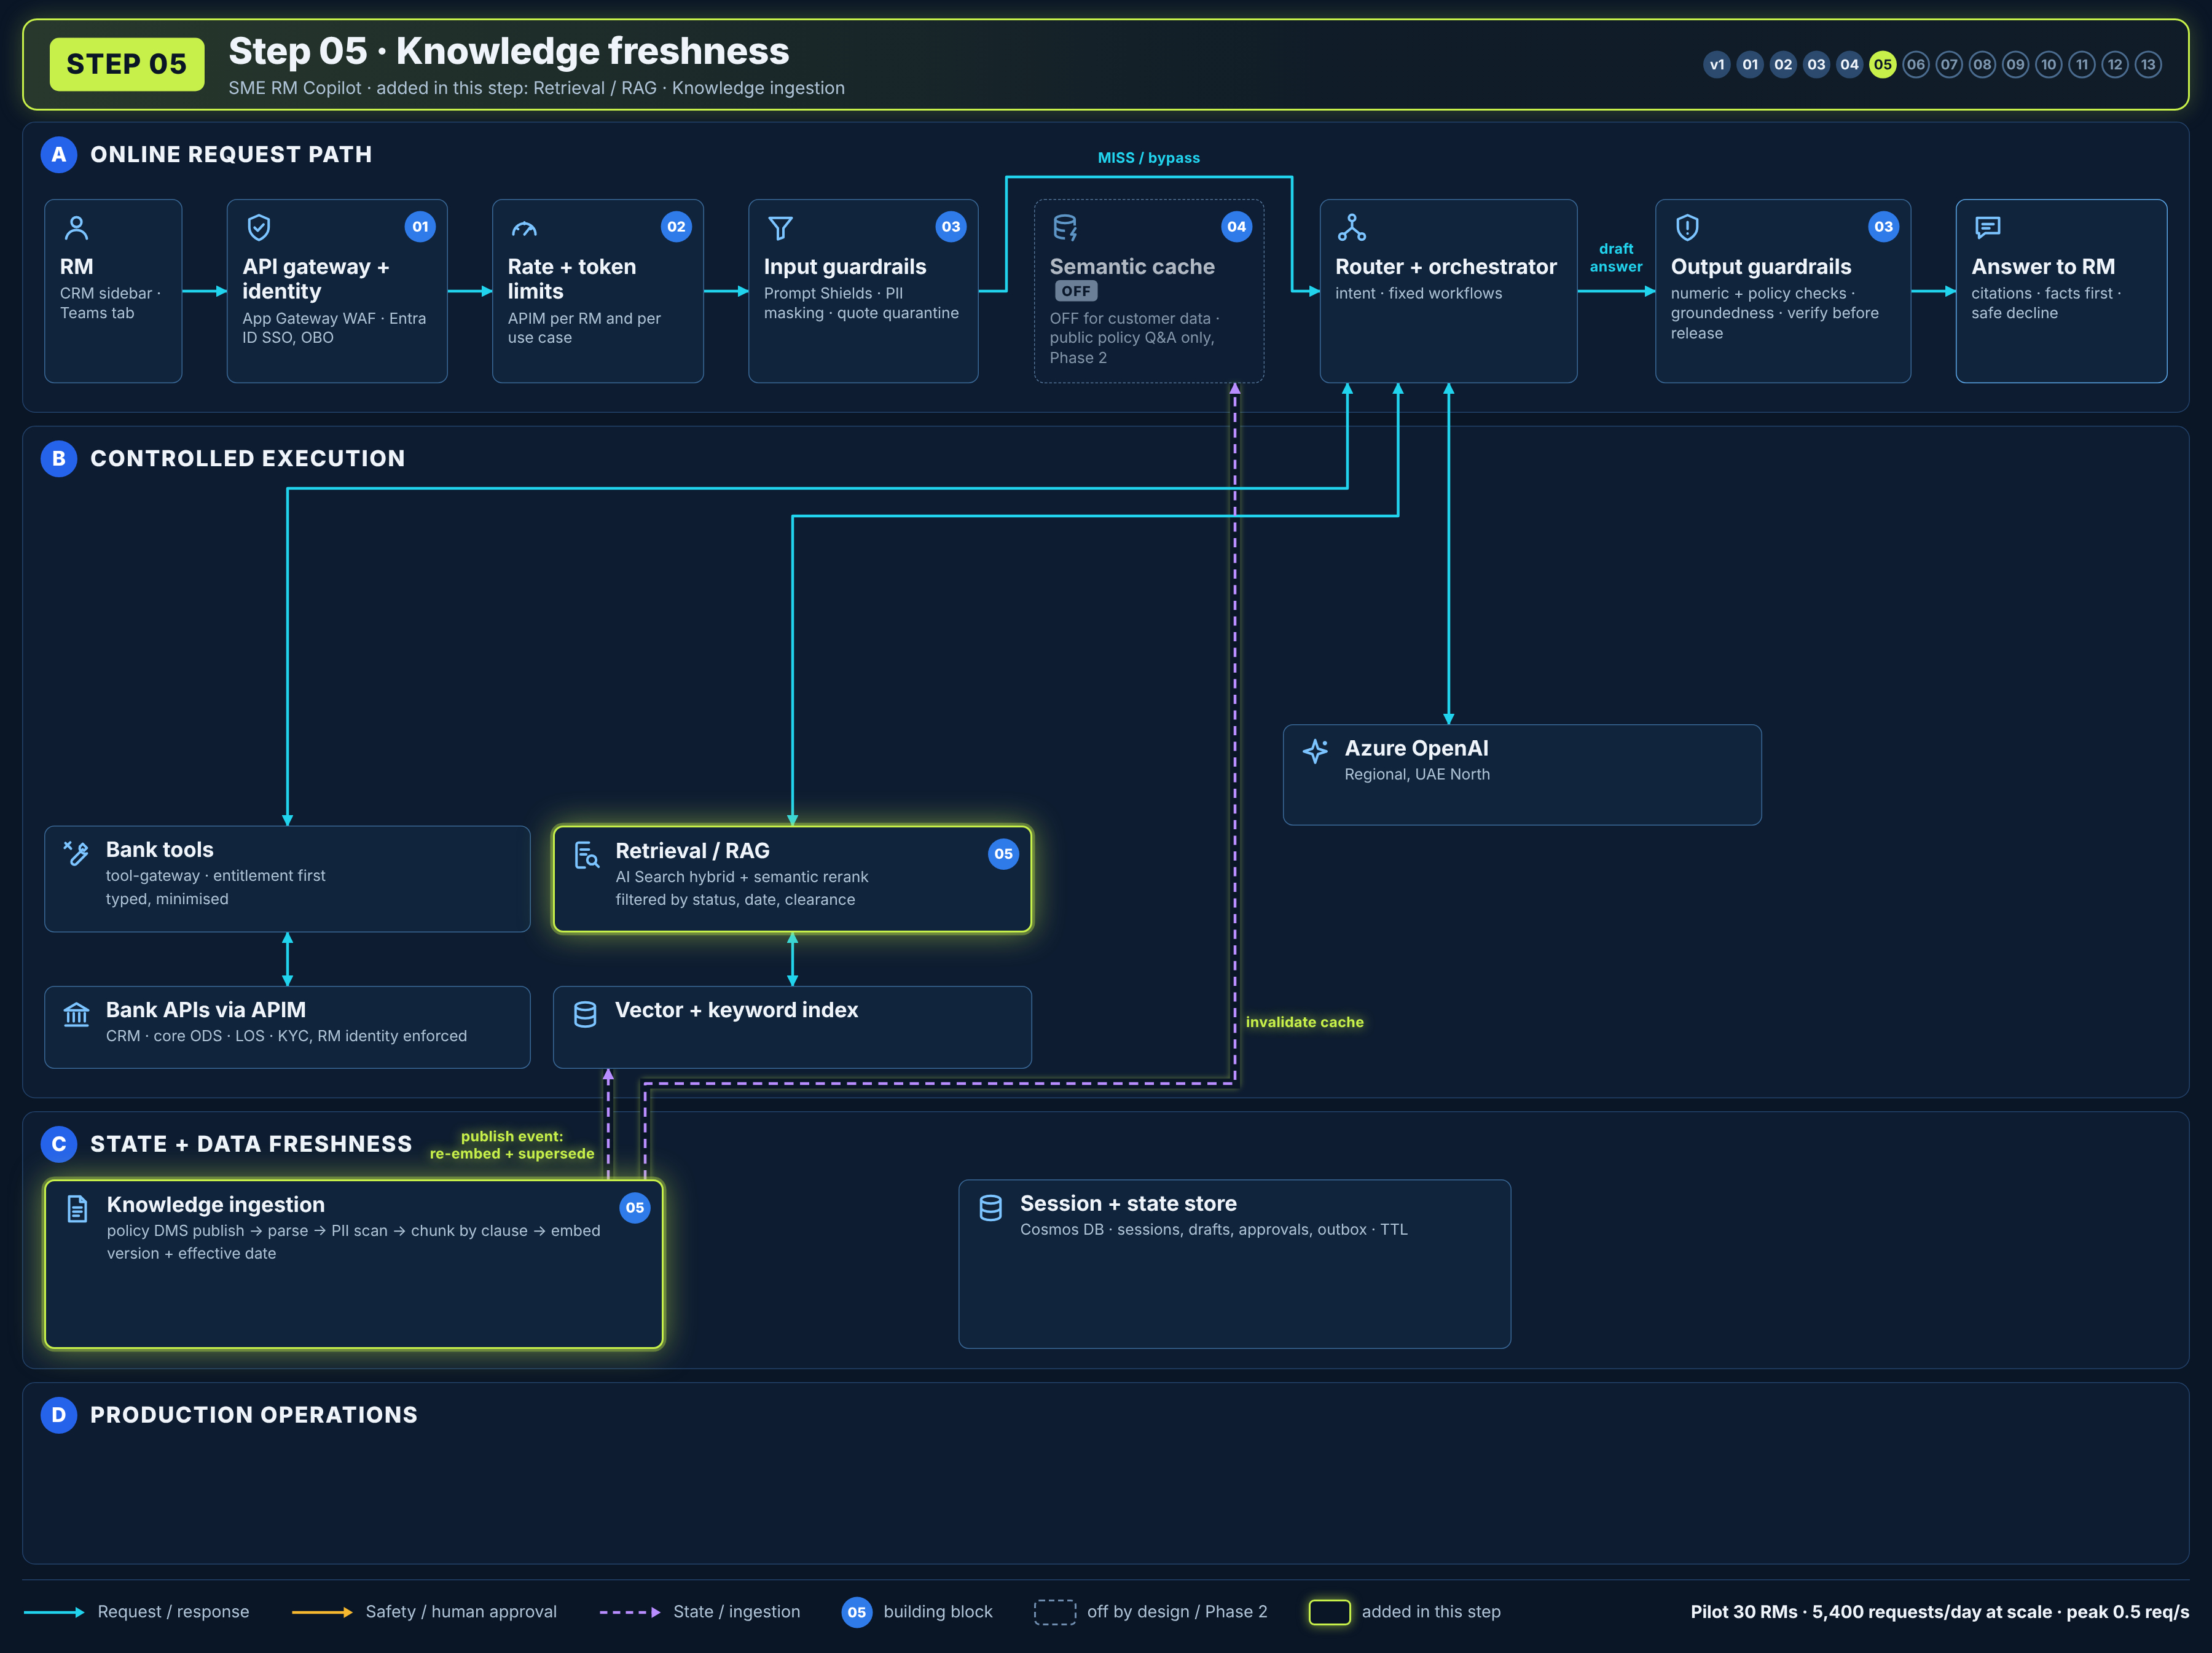 STEP 05
Step 05 · Knowledge freshness
SME RM Copilot · added in this step: Retrieval / RAG · Knowledge ingestion
v1 01 02 03 04 05 06 07 08 09 10 11 12 13
A ONLINE REQUEST PATH
MISS / bypass
RM
CRM sidebar ·
Teams tab
01
API gateway +
identity
App Gateway WAF · Entra
ID SSO, OBO
02
Rate + token
limits
APIM per RM and per
use case
03
Input guardrails
Prompt Shields · PII
masking · quote quarantine
04
Semantic cache
OFF
OFF for customer data ·
public policy Q&A only,
Phase 2
Router + orchestrator
intent · fixed workflows
draft
answer
03
Output guardrails
numeric + policy checks ·
groundedness · verify before
release
Answer to RM
citations · facts first ·
safe decline
B CONTROLLED EXECUTION
Azure OpenAI
Regional, UAE North
Bank tools
tool-gateway · entitlement first
typed, minimised
Retrieval / RAG
05
AI Search hybrid + semantic rerank
filtered by status, date, clearance
Bank APIs via APIM
CRM · core ODS · LOS · KYC, RM identity enforced
Vector + keyword index
invalidate cache
C STATE + DATA FRESHNESS
publish event:
re-embed + supersede
Knowledge ingestion
05
policy DMS publish → parse → PII scan → chunk by clause → embed
version + effective date
Session + state store
Cosmos DB · sessions, drafts, approvals, outbox · TTL
D PRODUCTION OPERATIONS
Request / response
Safety / human approval
State / ingestion
05 building block
off by design / Phase 2
added in this step
Pilot 30 RMs · 5,400 requests/day at scale · peak 0.5 req/s